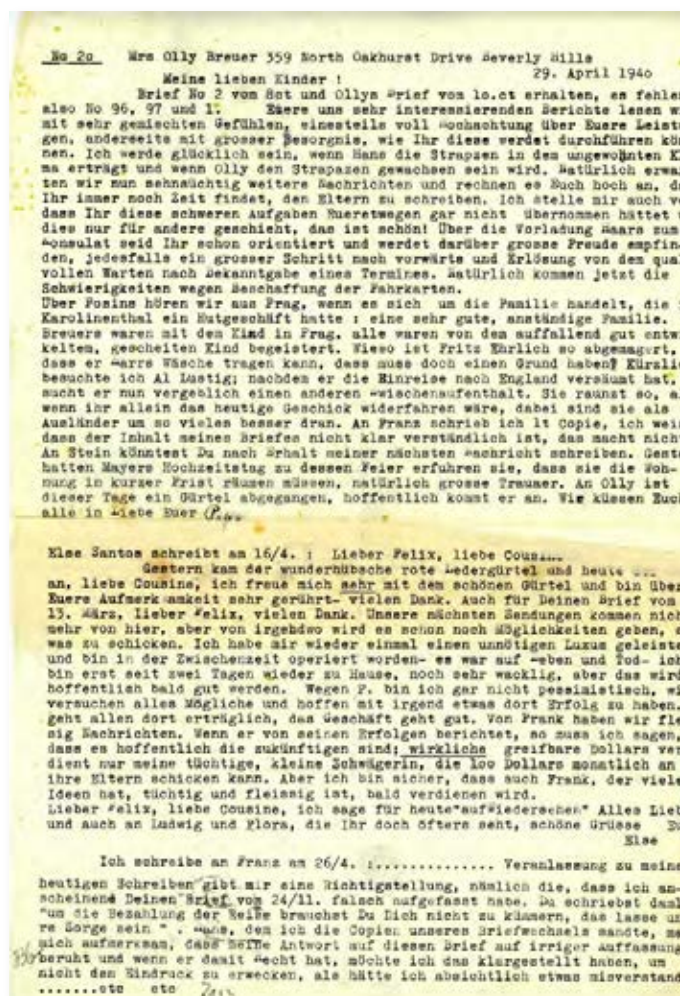 No 2o Mrs Olly Breuer 359 North Oakhurst Drive Beverly Hills
Meine lieben Kinder ! 29. April 194o
Brief No 2 vom 8ct und Ollys Brief vom 1o.ct erhalten, es fehlen
also No 96, 97 und 1. Euere uns sehr interessierenden Berichte lesen
mit sehr gemischten Gefühlen, einesteils voll Hochachtung über Euere Leist
gen, anderseits mit grosser Besorgnis, wie Ihr diese werdet durchführen kön
nen. Ich werde glücklich sein, wenn Hans die Strapzen in dem ungewohnten
ma erträgt und wenn Olly den Strapazen gewachsen sein wird. Natürlich erwar
ten wir nun sehnsüchtig weitere Nachrichten und rechnen es Euch hoch an,
Ihr immer noch Zeit findet, den Eltern zu schreiben. Ich stelle mir auch
dass Ihr diese schweren Aufgaben Eueretwegen gar nicht übernommen hättet
dies nur für andere geschieht, das ist schön! Über die Vorladung Haars zum
Konsulat seid Ihr schon orientiert und werdet darüber grosse Freude empfin
den, jedesfalls ein grosser Schritt nach vorwärts und Erlösung von dem qual
vollen Warten nach Bekanntgabe eines Termines. Natürlich kommen jetzt die
Schwierigkeiten wegen Beschaffung der Fahrkarten.
Über Posins hören wir aus Prag, wenn es sich um die Familie handelt, die
Karolinenthal ein Hutgeschäft hatte : eine sehr gute, anständige Familie.
Breuers waren mit dem Kind in Prag, alle waren von dem auffallend gut entw
keltem, gescheiten Kind begeistert. Wieso ist Fritz Ehrlich so abgemagert,
dass er Harrs Wäsche tragen kann, dass muss doch einen Grund haben? Kürzlic
besuchte ich Al Lustig; nachdem er die Einreise nach England versäumt hat,
sucht er nun vergeblich einen anderen Zwischenaufenthalt. Sie raunzt so, a
wenn ihr allein das heutige Geschick widerfahren wäre, dabei sind sie als
Ausländer um so vieles besser dran. An Franz schrieb ich lt Copie, ich weis
dass der Inhalt meines Briefes nicht klar verständlich ist, das macht nich
An Stein könntest Du nach Erhalt meiner nächsten Nachricht schreiben. Geste
hatten Mayers Hochzeitstag zu dessen Feier erfuhren sie, dass sie die Woh-
nung in kurzer Frist räumen müssen, natürlich grosse Trauer. An Olly ist
dieser Tage ein Gürtel abgegangen, hoffentlich kommt er an. Wir küssen Euch
alle in Liebe Euer
Else Santos schreibt am 16/4. : Lieber Felix, liebe Cous
Gestern kam der wunderhübsche rote Ledergürtel und heute
an, liebe Cousine, ich freue mich sehr mit dem schönen Gürtel und bin über
Euere Aufmerk amkeit sehr gerührt- vielen Dank. Auch für Deinen Brief vom
13. März, lieber Felix, vielen Dank. Unsere nächsten Sendungen kommen nich
mehr von hier, aber von irgendwo wird es schon noch Möglichkeiten geben,
was zu schicken. Ich habe mir wieder einmal einen unnötigen Luxus geleiste
und bin in der Zwischenzeit operiert worden- es war auf Leben und Tod- ich
bin erst seit zwei Tagen wieder zu Hause, noch sehr wacklig, aber das wird
hoffentlich bald gut werden. Wegen P. bin ich gar nicht pessimistisch, wi
versuchen alles Mögliche und hoffen mit irgend etwas dort Erfolg zu haben.
geht allen dort erträglich, das Geschäft geht gut. Von Frank haben wir fle
sig Nachrichten. Wenn er von seinen Erfolgen berichtet, so muss ich sagen,
dass es hoffentlich die zukünftigen sind; wirkliche greifbare Dollars ver
dient nur meine tüchtige, kleine Schwägerin, die 1oo Dollars monatlich an
ihre Eltern schicken kann. Aber ich bin sicher, dass auch Frank, der viele
Ideen hat, tüchtig und fleissig ist, bald verdienen wird.
Lieber Felix, liebe Cousine, ich sage für heute"aufwiedersehen" Alles Lieb
und auch an Ludwig und Flora, die Ihr doch öfters seht, schöne Grüsse
Else
Ich schreibe an Franz am 26/4. :.............. Veranlassung zu meine
heutigen Schreiben gibt mir eine Richtigstellung, nämlich die, dass ich an-
scheinend Deinen Brief vom 24/11. falsch aufgefasst habe. Du schriebst daml
"um die Bezahlung der Reise brauchst Du Dich nicht zu kümmern, das lasse un
re Sorge sein " . Hans, dem ich die Copien unseres Briefwechsels sandte, ma
mich aufmerksam, dass meine Antwort auf diesen Brief auf irriger Auffassung
beruht und wenn er damit Recht hat, möchte ich das klargestellt haben, um
nicht den Eindruck zu erwecken, als hätte ich absichtlich etwas misverstand
.......etc etc